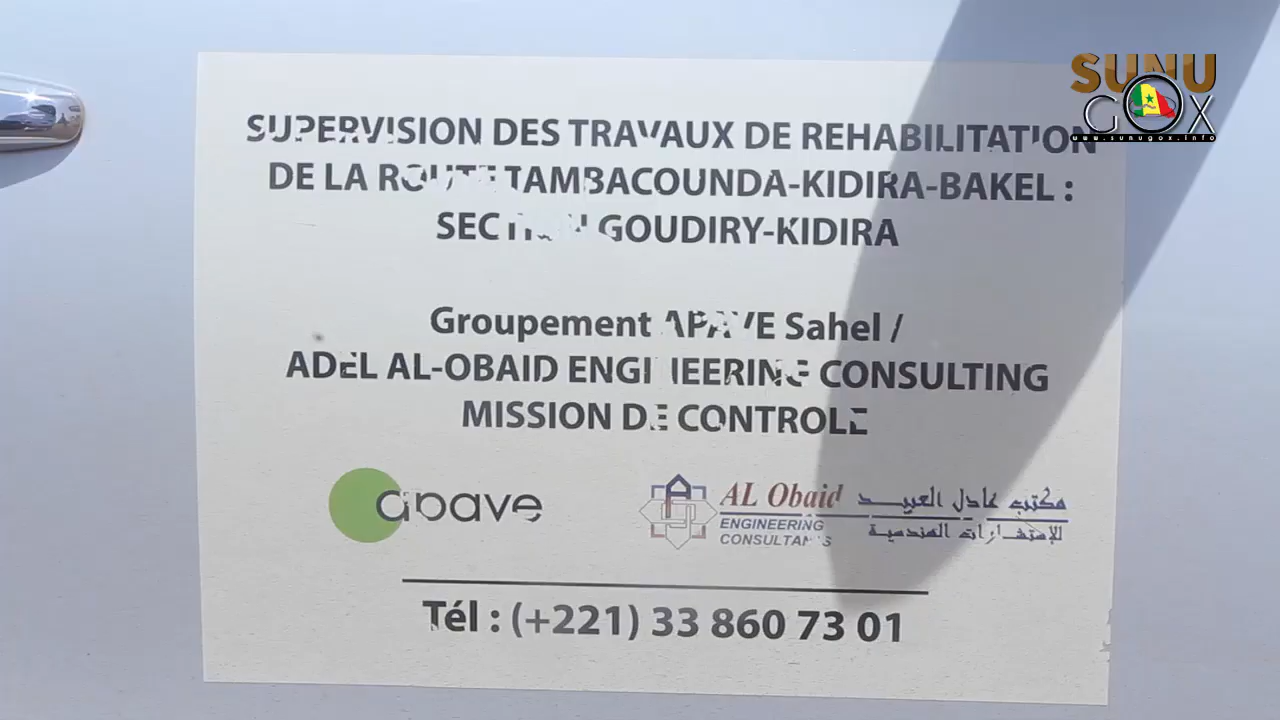 SUPERVISION DES TRAVAUX DE REHABILITATION
DE LA ROUTE TAMBACOUNDA-KIDIRA-BAKEL :
SECTION GOUDIRY-KIDIRA
Groupement APAVE Sahel /
ADEL AL-OBAID ENGINEERING CONSULTING
MISSION DE CONTROLE
apave
AL Obaid
ENGINEERING
CONSULTANTS
مكتب عادل العبيد
للإستشارات الهندسية
Tél : (+221) 33 860 73 01
SUNU
GOX
www.sunugox.info